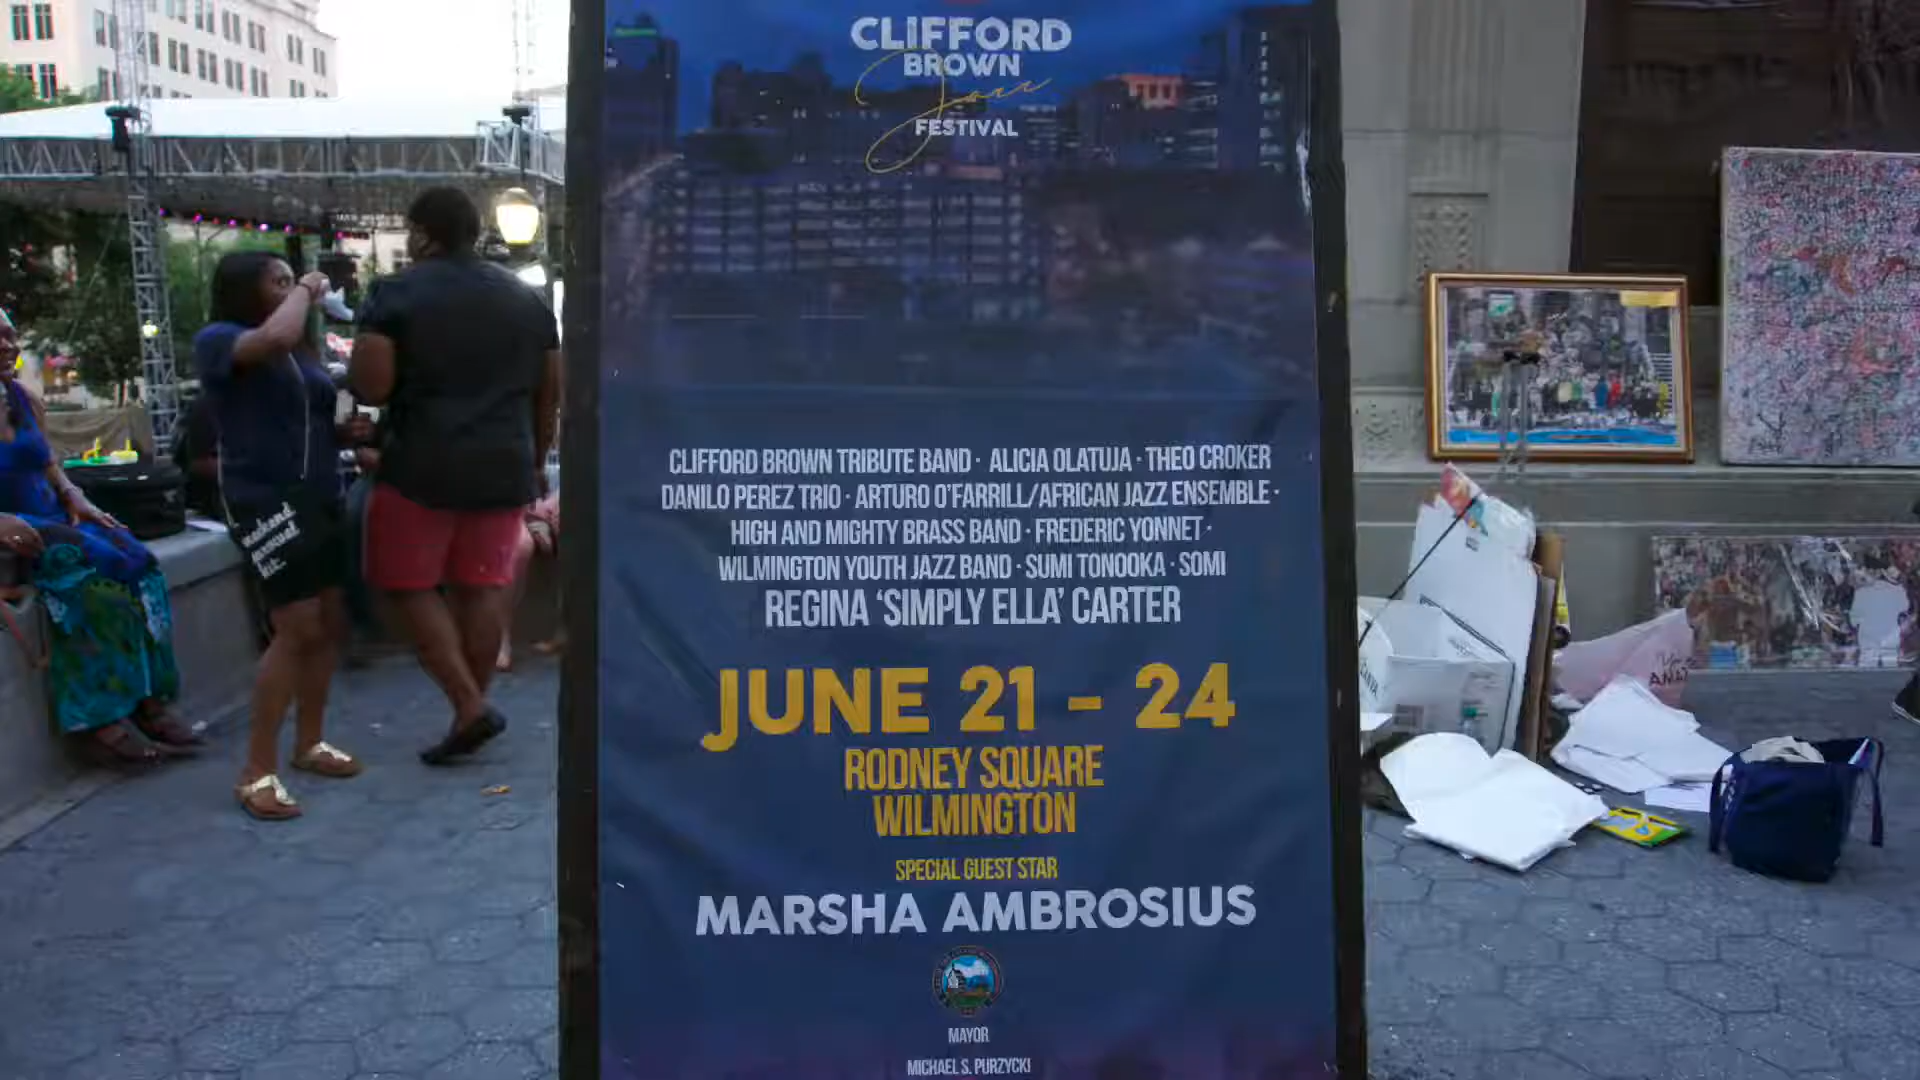 CLIFFORD
BROWN
Jazz
FESTIVAL
CLIFFORD BROWN TRIBUTE BAND · ALICIA OLATUJA · THEO CROKER
DANILO PEREZ TRIO · ARTURO O'FARRILL/AFRICAN JAZZ ENSEMBLE ·
HIGH AND MIGHTY BRASS BAND · FREDERIC YONNET ·
WILMINGTON YOUTH JAZZ BAND · SUMI TONOOKA · SOMI
REGINA 'SIMPLY ELLA' CARTER
JUNE 21 - 24
RODNEY SQUARE
WILMINGTON
SPECIAL GUEST STAR
MARSHA AMBROSIUS
MAYOR
MICHAEL S. PURZYCKI